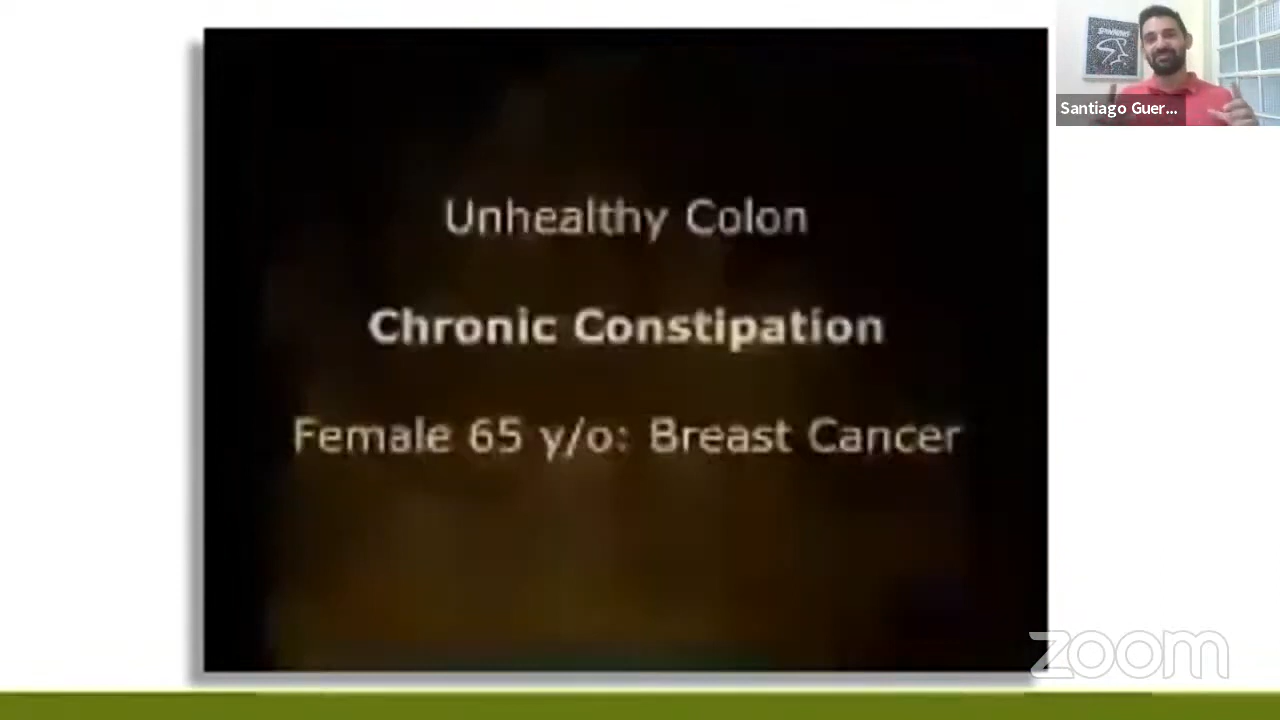 Unhealthy Colon
Chronic Constipation
Female 65 y/o: Breast Cancer
Santiago Guer...
zoom